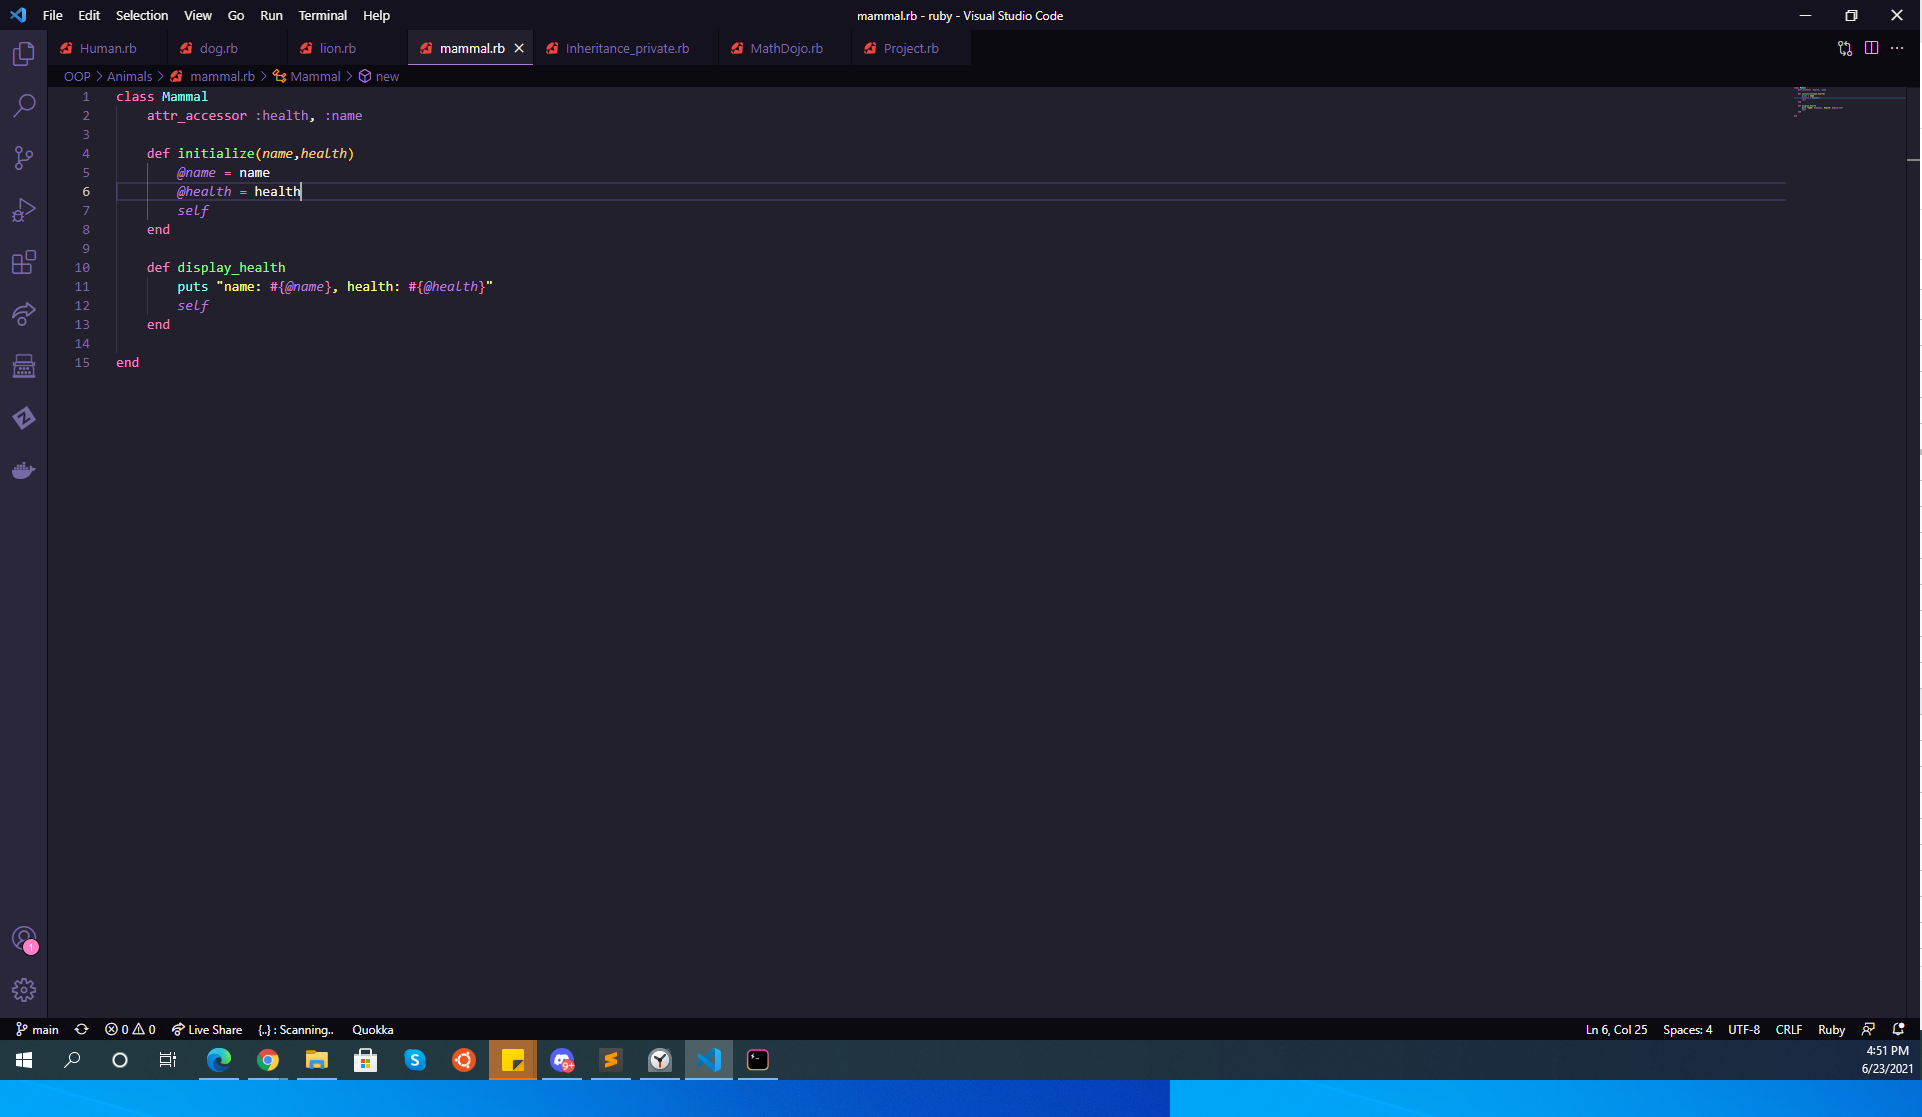 File Edit Selection View Go Run Terminal Help mammal.rb - ruby - Visual Studio Code
Human.rb dog.rb lion.rb mammal.rb Inheritance_private.rb MathDojo.rb Project.rb
OOP > Animals > mammal.rb > Mammal > new
1 class Mammal
2 attr_accessor :health, :name
3
4 def initialize(name,health)
5 @name = name
6 @health = health
7 self
8 end
9
10 def display_health
11 puts "name: #{@name}, health: #{@health}"
12 self
13 end
14
15 end
1
main 0 0 Live Share {..} : Scanning.. Quokka Ln 6, Col 25 Spaces: 4 UTF-8 CRLF Ruby
9+
4:51 PM
6/23/2021